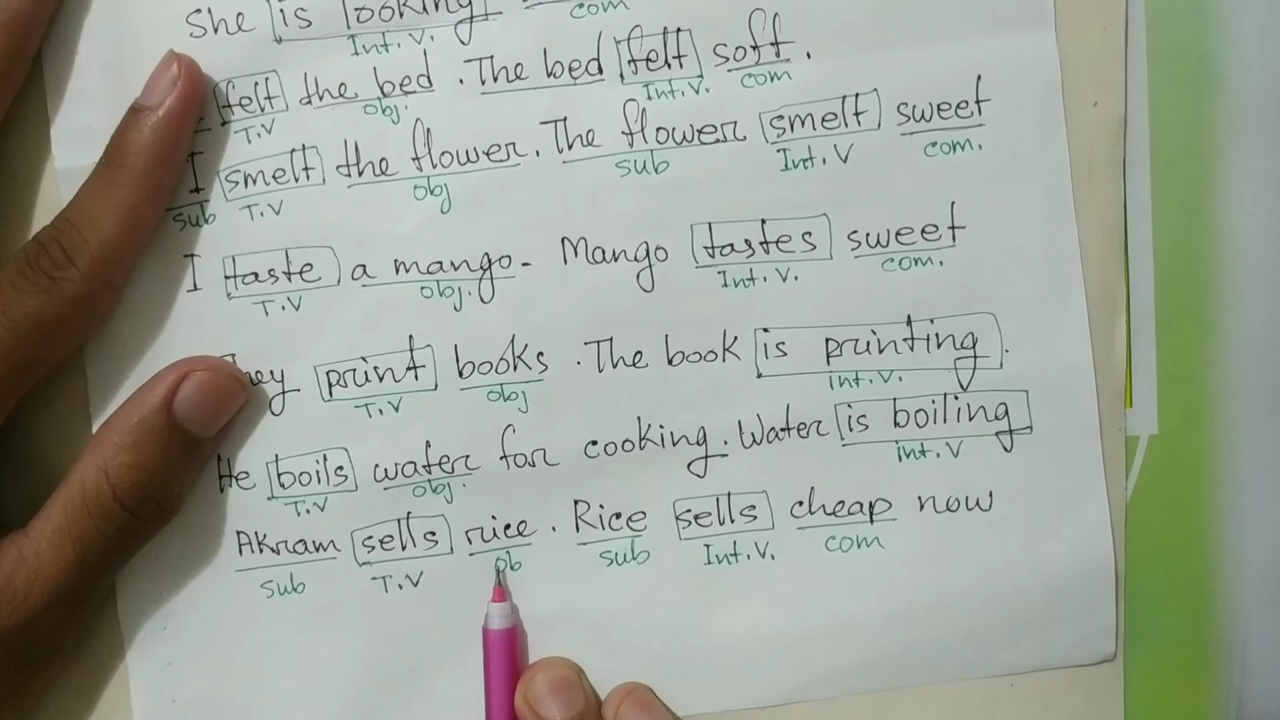 She is looking
Int. V. com
felt the bed. The bed felt soft.
T.V obj. Int. V. com
I smelt the flower. The flower smelt sweet
sub T.V obj sub Int. V com.
I taste a mango - Mango tastes sweet
T.V obj. Int. V. com.
They print books. The book is printing.
T.V obj int. V.
He boils water for cooking. Water is boiling
T.V obj. int. V
Akram sells rice. Rice sells cheap now
sub T.V ob sub Int. V. com